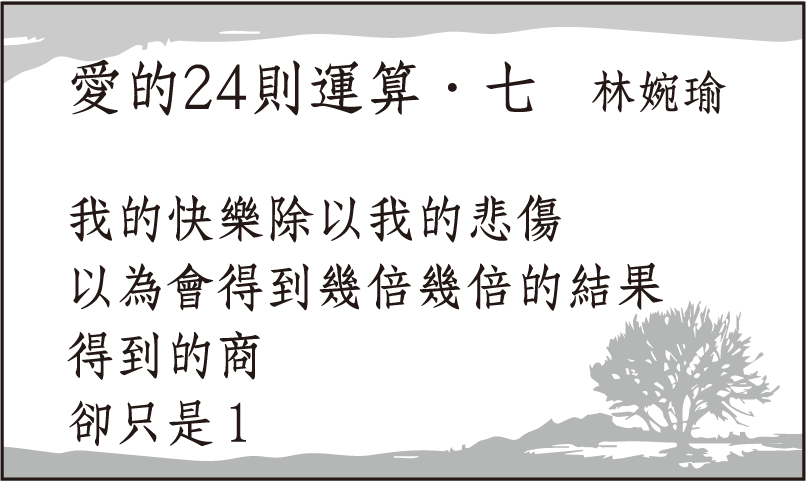 愛的24則運算・七　林婉瑜
我的快樂除以我的悲傷
以為會得到幾倍幾倍的結果
得到的商
卻只是1